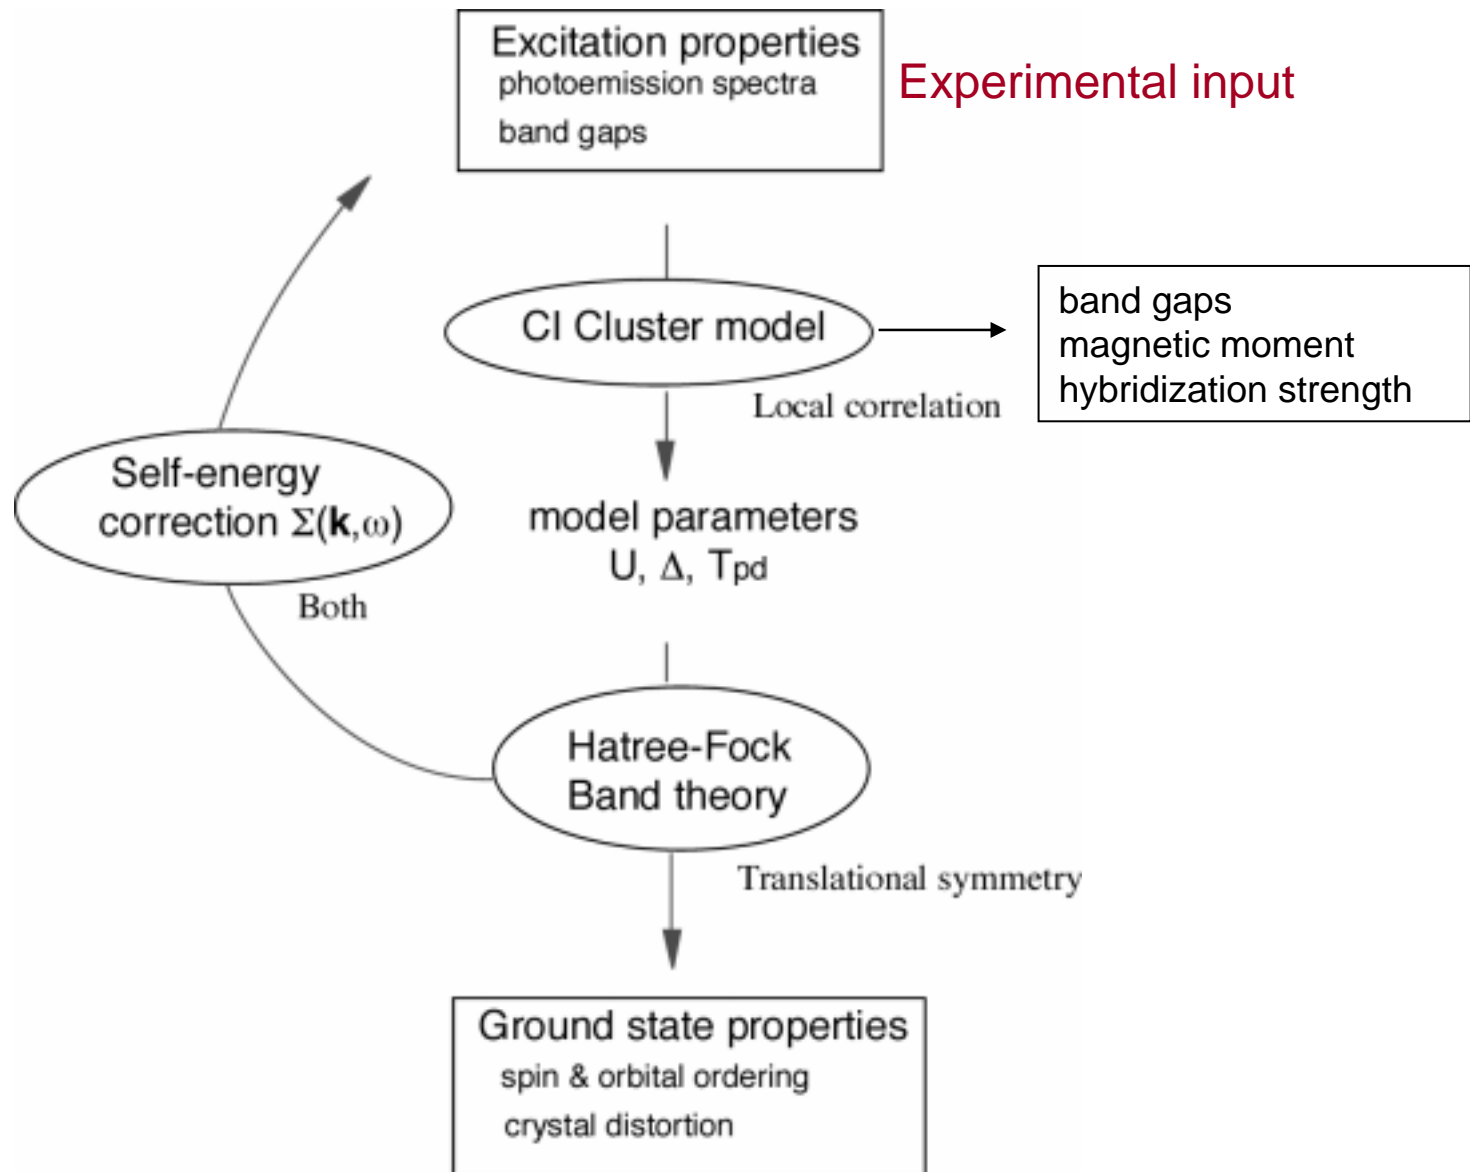 Excitation properties
photoemission spectra
band gaps
Experimental input
CI Cluster model
band gaps
magnetic moment
hybridization strength
Local correlation
Self-energy
correction Σ(k,ω)
Both
model parameters
U, Δ, Tpd
Hatree-Fock
Band theory
Translational symmetry
Ground state properties
spin & orbital ordering
crystal distortion